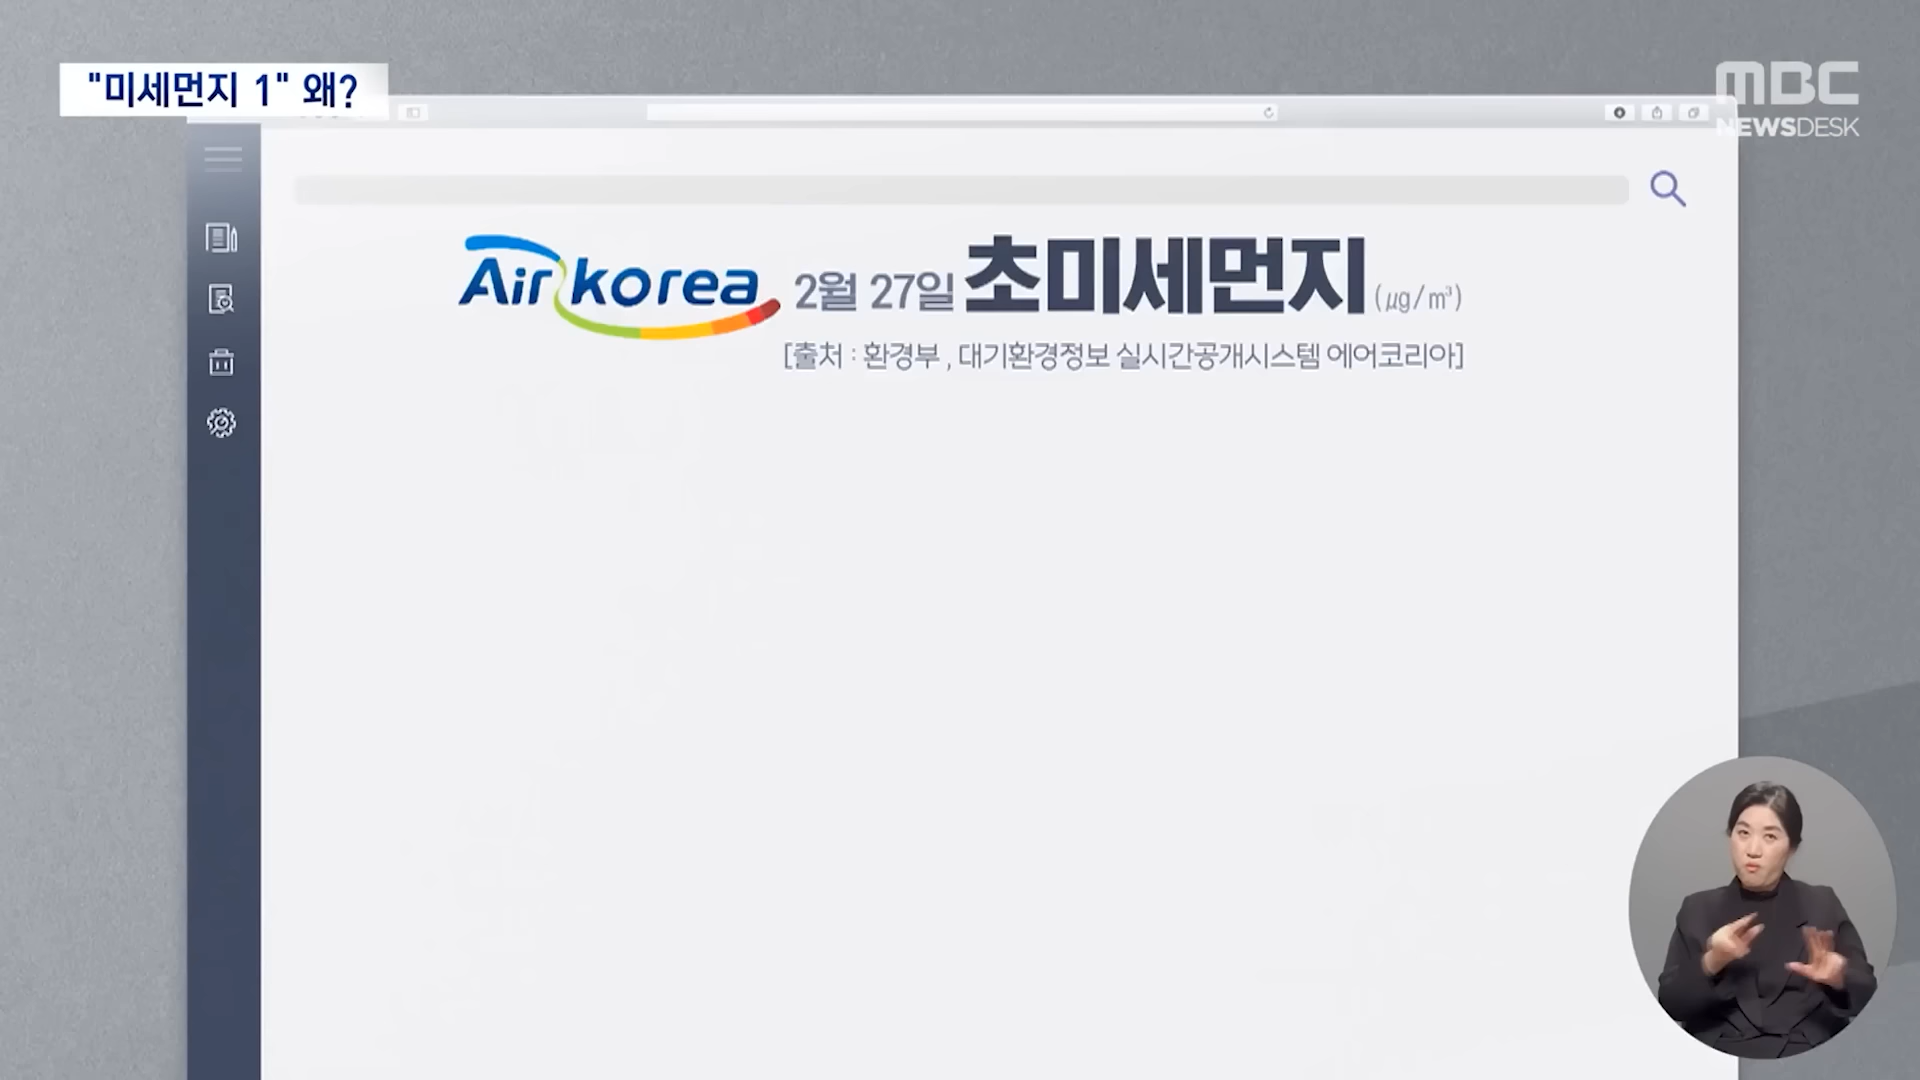 "미세먼지 1" 왜?
MBC
NEWSDESK
Air korea 2월 27일 초미세먼지 (㎍/㎥)
[출처 : 환경부 , 대기환경정보 실시간공개시스템 에어코리아]